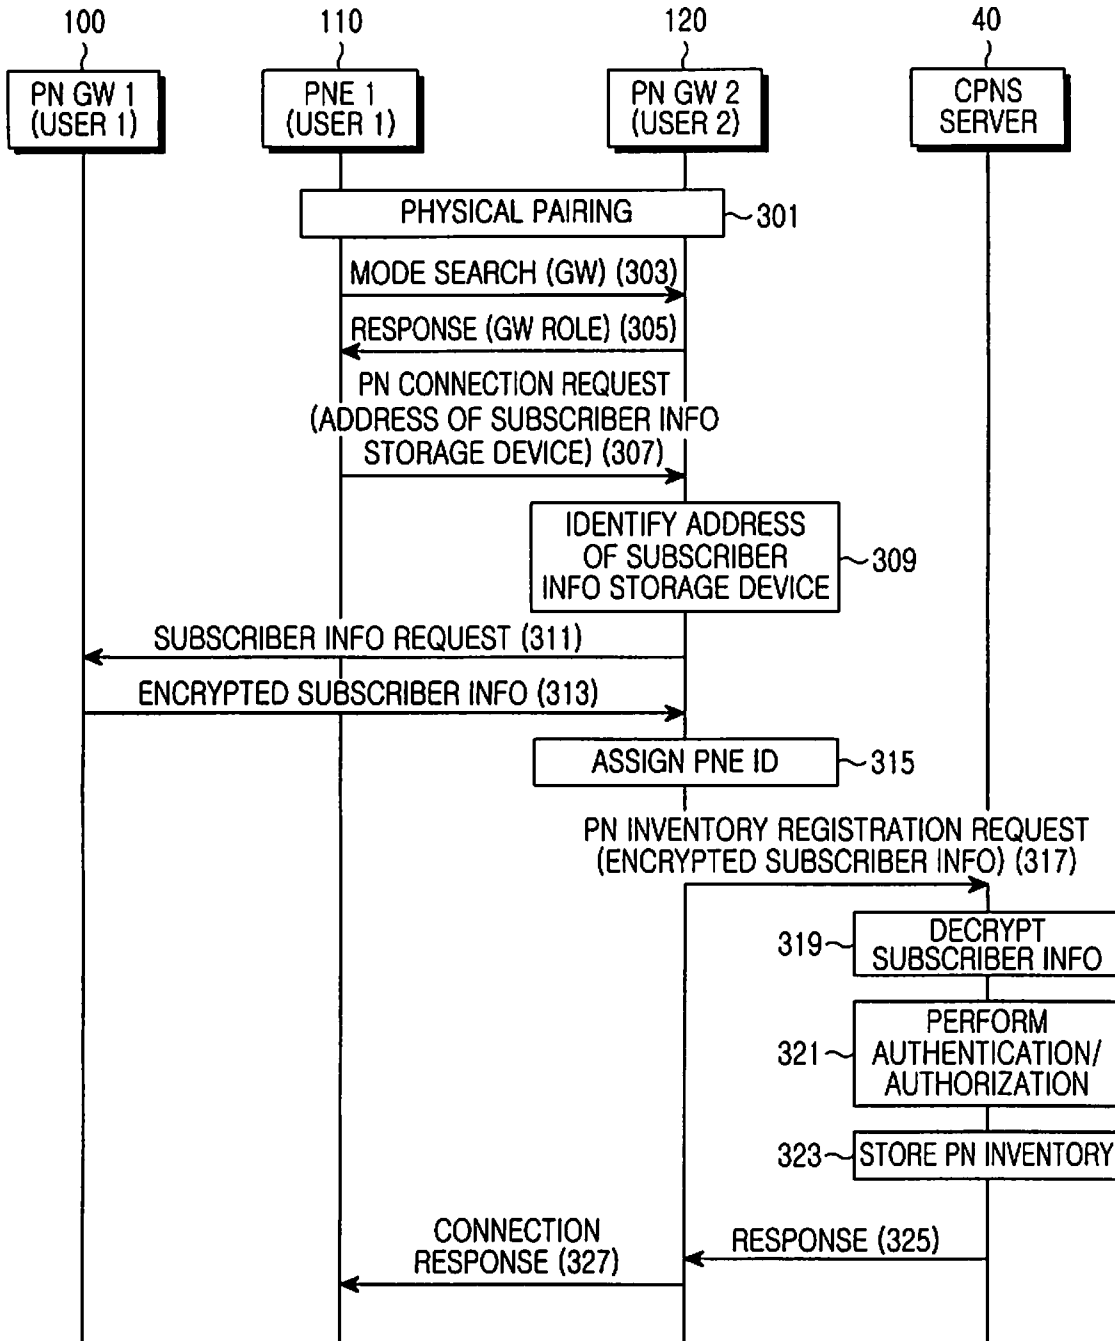 100
110
120
40
PN GW 1
(USER 1)
PNE 1
(USER 1)
PN GW 2
(USER 2)
CPNS
SERVER
PHYSICAL PAIRING
301
MODE SEARCH (GW) (303)
RESPONSE (GW ROLE) (305)
PN CONNECTION REQUEST
(ADDRESS OF SUBSCRIBER INFO
STORAGE DEVICE) (307)
IDENTIFY ADDRESS
OF SUBSCRIBER
INFO STORAGE DEVICE
309
SUBSCRIBER INFO REQUEST (311)
ENCRYPTED SUBSCRIBER INFO (313)
ASSIGN PNE ID
315
PN INVENTORY REGISTRATION REQUEST
(ENCRYPTED SUBSCRIBER INFO) (317)
319
DECRYPT
SUBSCRIBER INFO
321
PERFORM
AUTHENTICATION/
AUTHORIZATION
323
STORE PN INVENTORY
RESPONSE (325)
CONNECTION
RESPONSE (327)